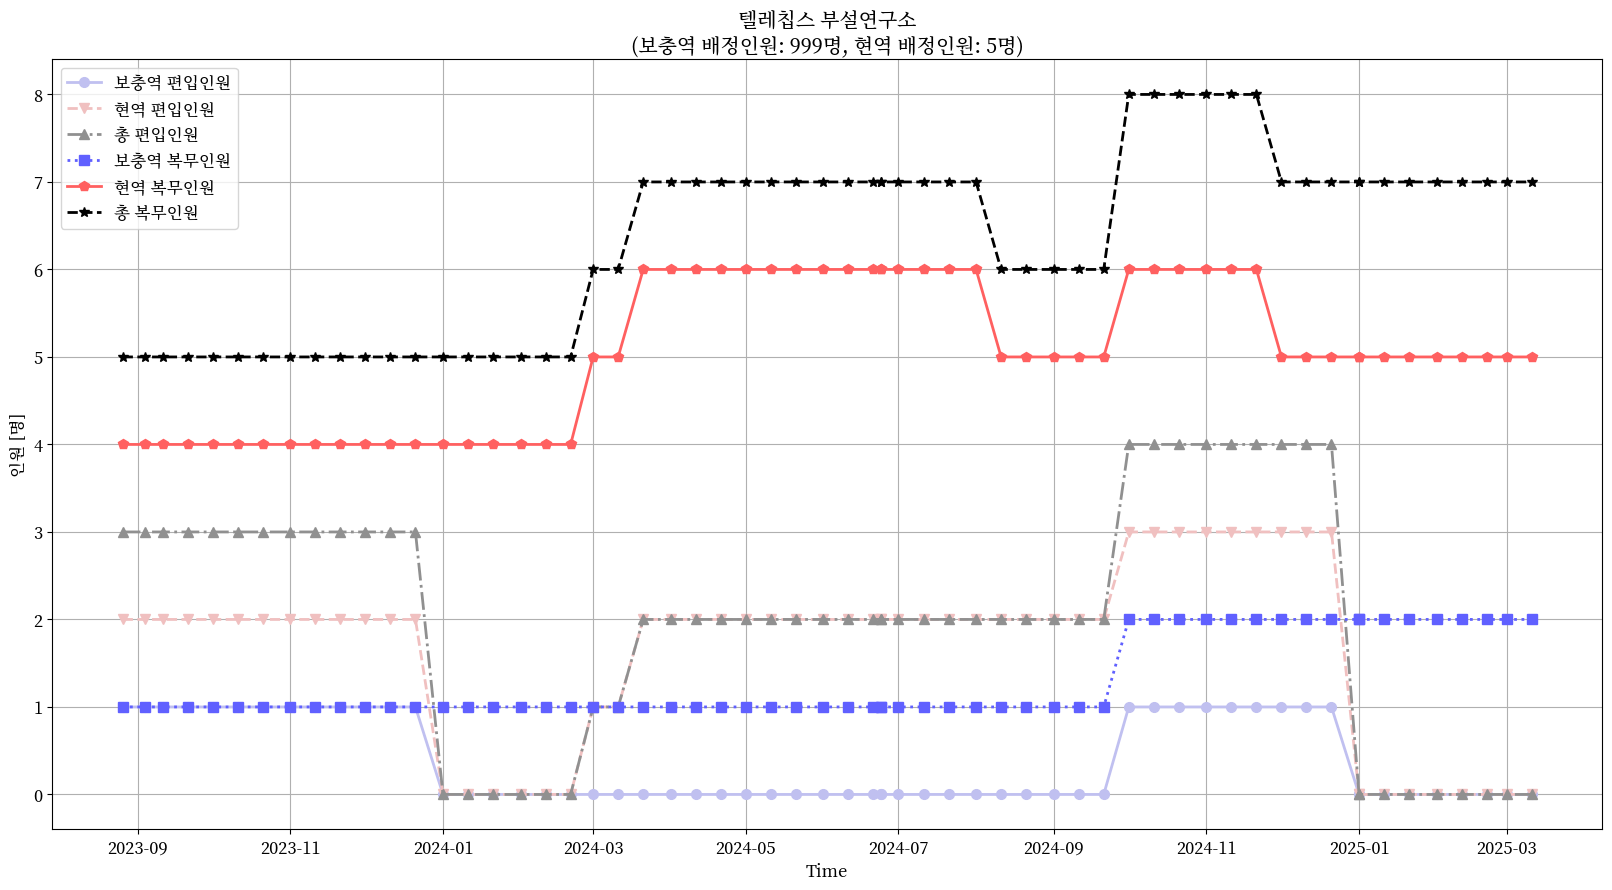 텔레칩스 부설연구소
(보충역 배정인원: 999명, 현역 배정인원: 5명)
보충역 편입인원
현역 편입인원
총 편입인원
보충역 복무인원
현역 복무인원
총 복무인원
8
7
6
5
4
3
2
1
0
인원 [명]
2023-09
2023-11
2024-01
2024-03
2024-05
2024-07
2024-09
2024-11
2025-01
2025-03
Time